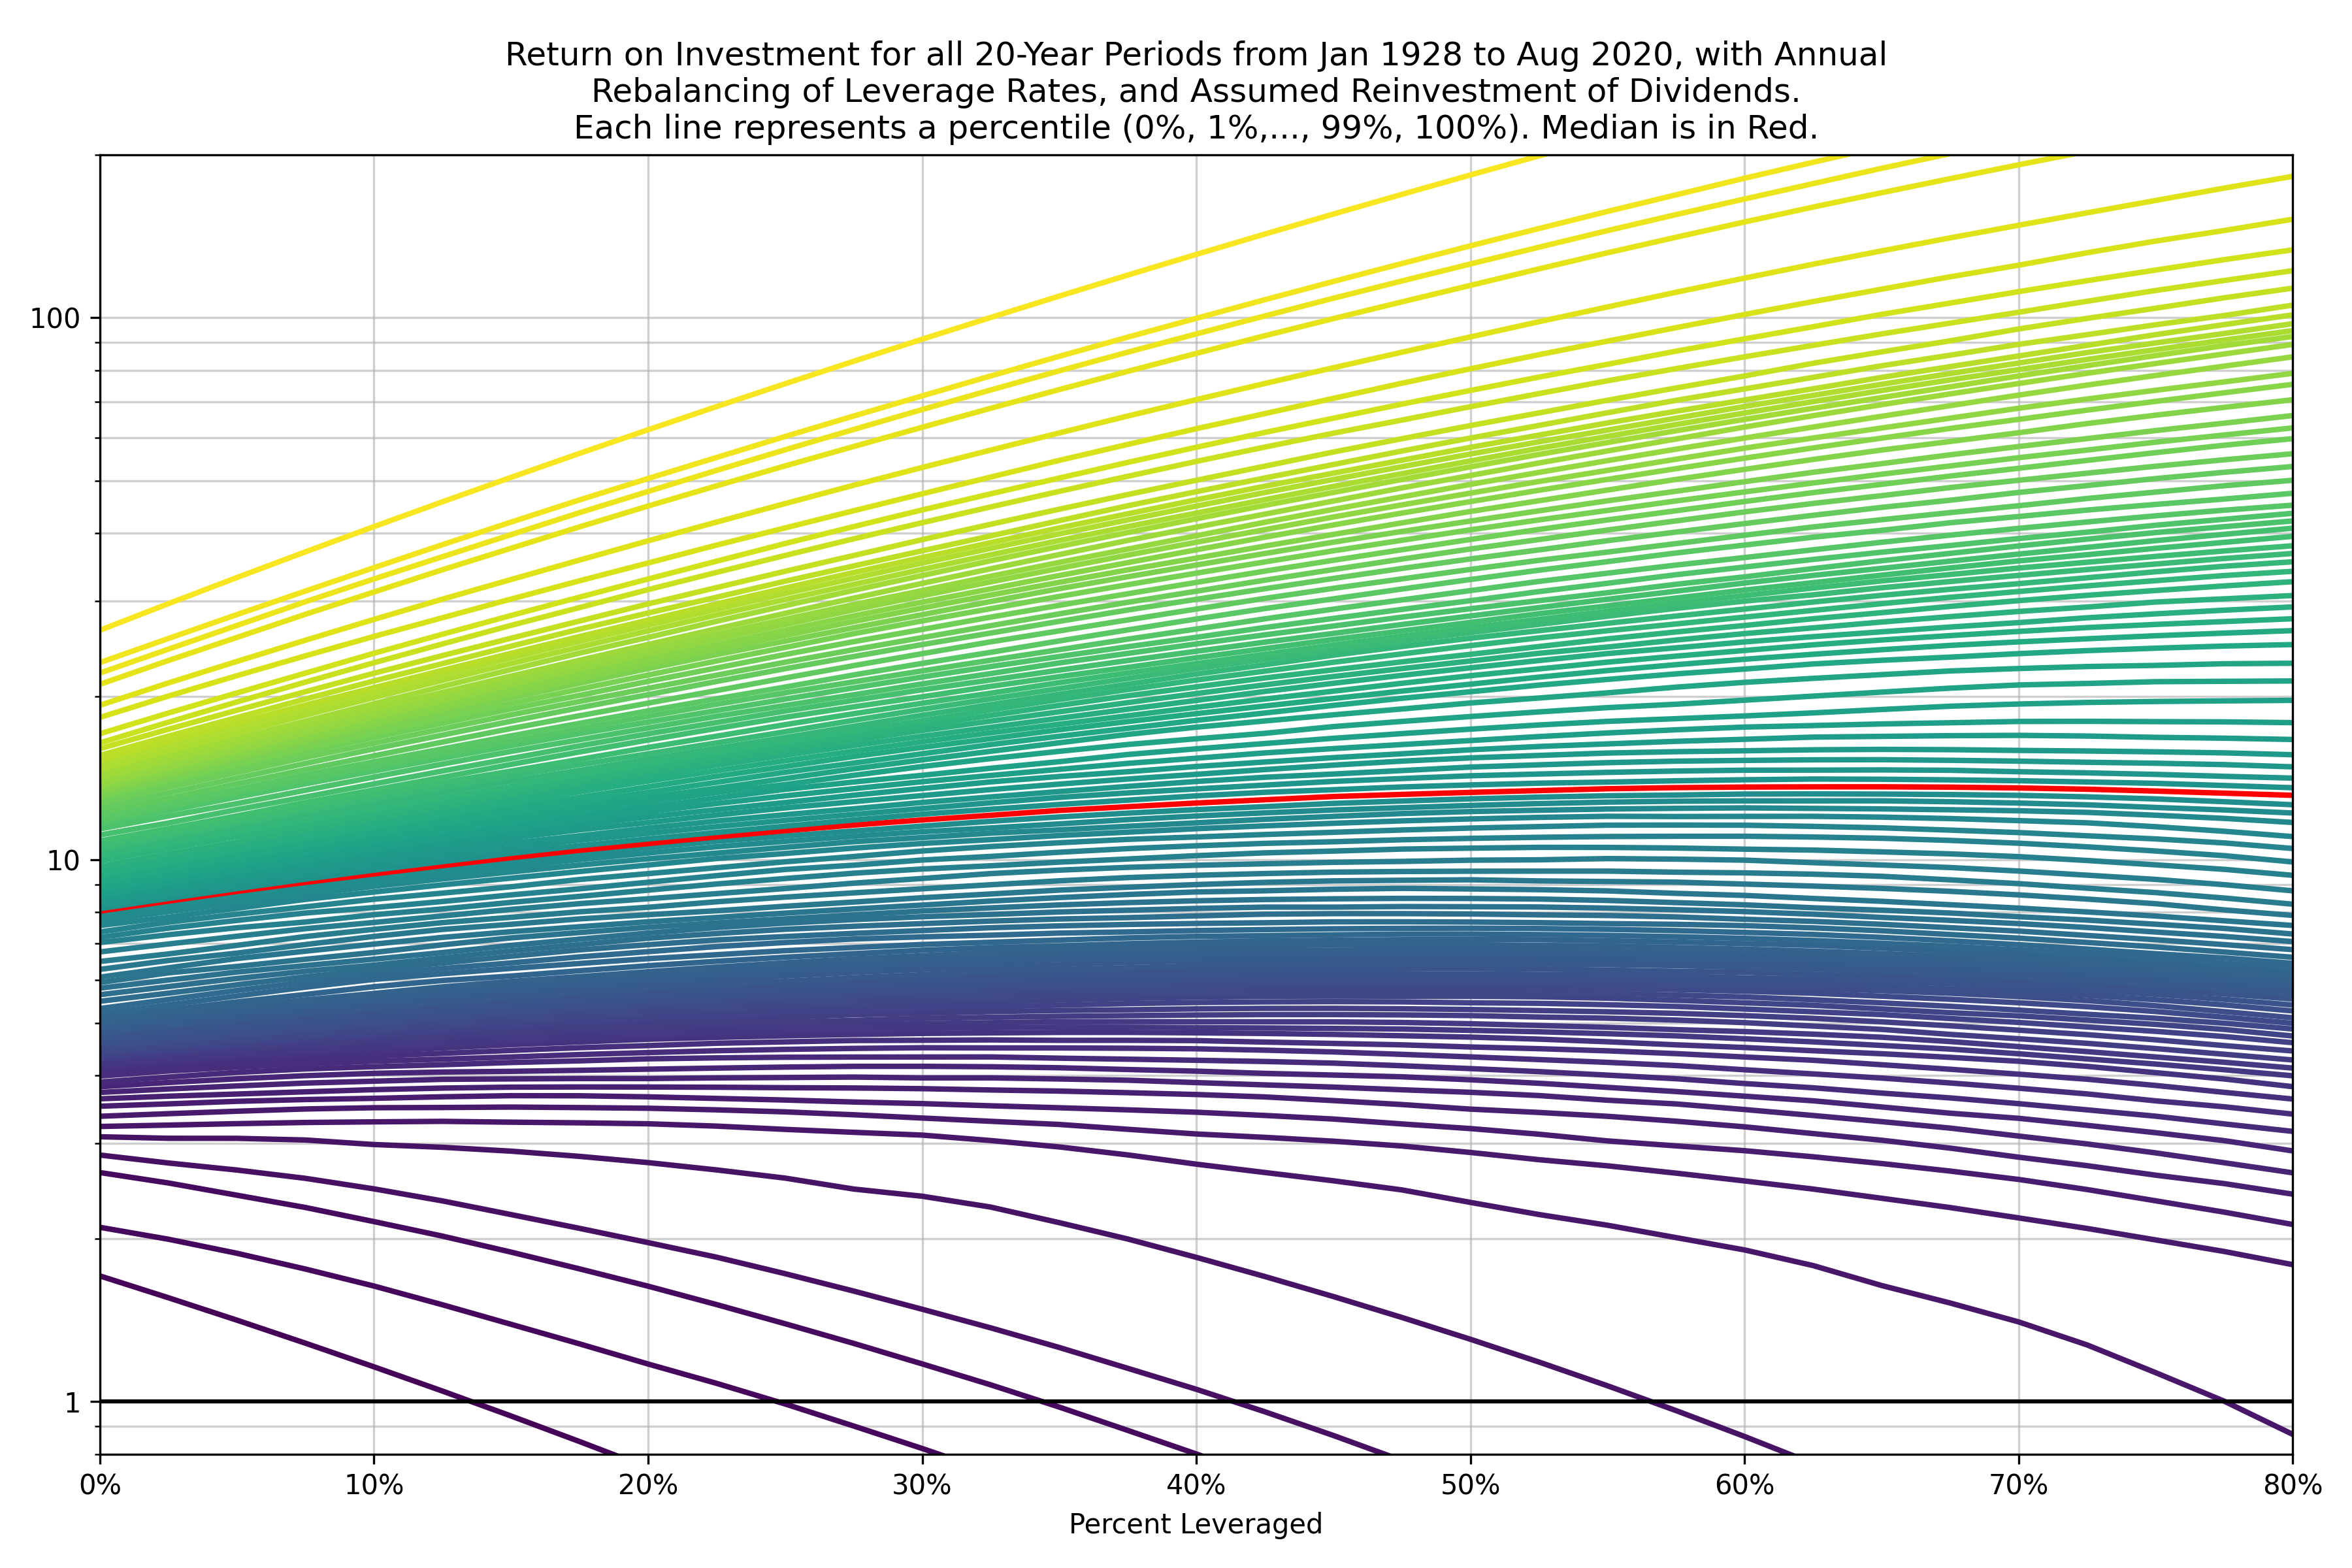 Return on Investment for all 20-Year Periods from Jan 1928 to Aug 2020, with Annual
Rebalancing of Leverage Rates, and Assumed Reinvestment of Dividends.
Each line represents a percentile (0%, 1%,..., 99%, 100%). Median is in Red.
100
10
1
0% 10% 20% 30% 40% 50% 60% 70% 80%
Percent Leveraged